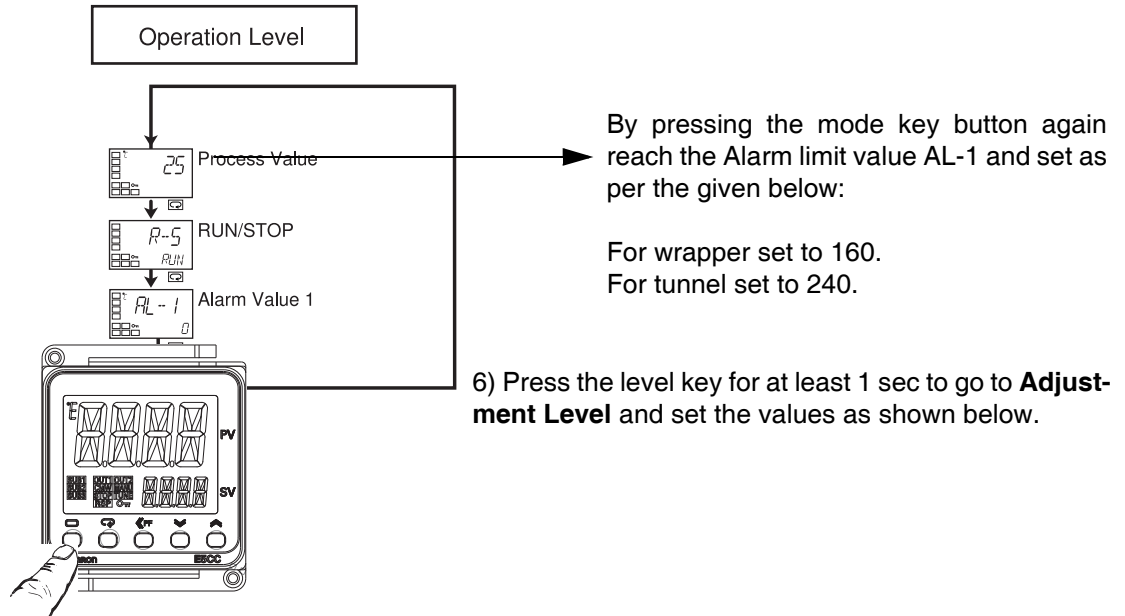 Operation Level
25
Process Value
R--S
RUN
RUN/STOP
AL--1
0
Alarm Value 1
By pressing the mode key button again
reach the Alarm limit value AL-1 and set as
per the given below:
For wrapper set to 160.
For tunnel set to 240.
6) Press the level key for at least 1 sec to go to Adjust-
ment Level and set the values as shown below.
PV
SV
PF
E5CC